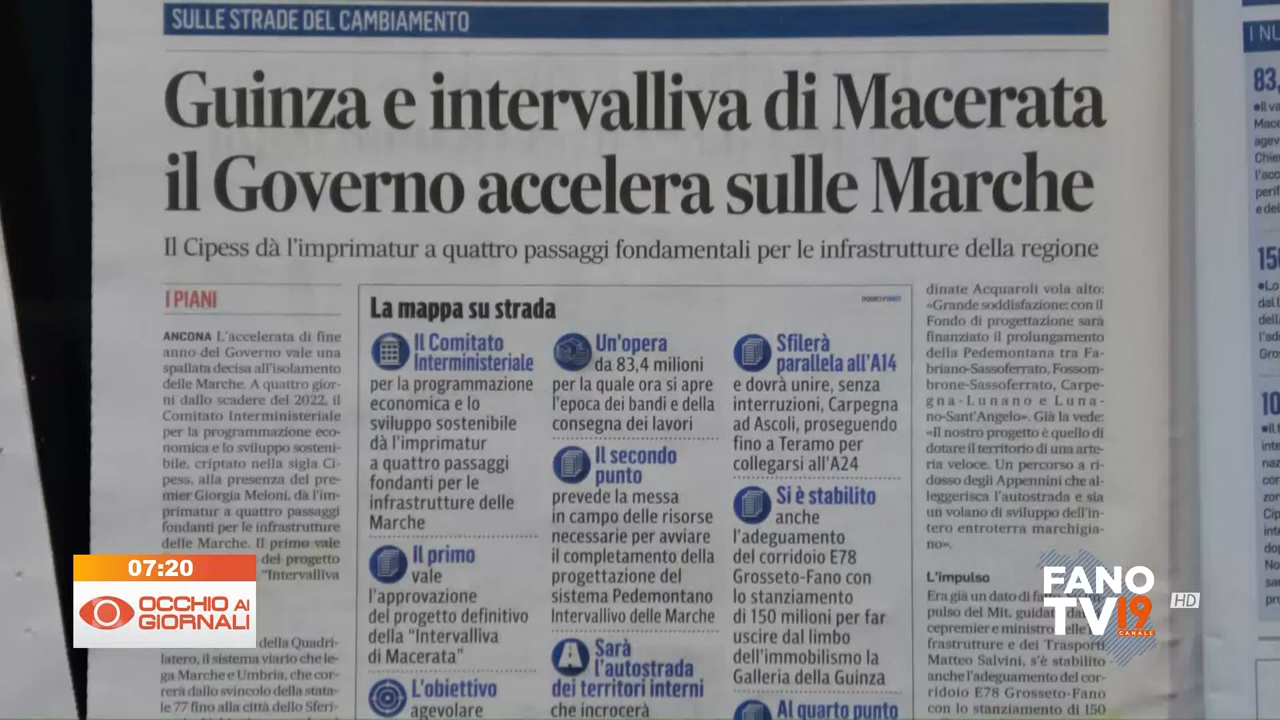 SULLE STRADE DEL CAMBIAMENTO
Guinza e intervalliva di Macerata
il Governo accelera sulle Marche
Il Cipess dà l'imprimatur a quattro passaggi fondamentali per le infrastrutture della regione
I PIANI
ANCONA L'accelerata di fine
anno del Governo vale una
spallata decisa all'isolamento
delle Marche. A quattro gior-
ni dallo scadere del 2022, il
Comitato Interministeriale
per la programmazione eco-
nomica e lo sviluppo sosteni-
bile, criptato nella sigla Ci-
pess, alla presenza del pre-
mier Giorgia Meloni, dà l'im-
primatur a quattro passaggi
fondanti per le infrastrutture
delle Marche. Il primo vale
del progetto
"Intervalliva
della Quadri-
latero, il sistema viario che le-
ga Marche e Umbria, che cor-
rerà dallo svincolo della stata-
le 77 fino alla città dello Sferi-
La mappa su strada
Il Comitato
Interministeriale
per la programmazione
economica e lo
sviluppo sostenibile
dà l'imprimatur
a quattro passaggi
fondanti per le
infrastrutture delle
Marche
Il primo
vale
l'approvazione
del progetto definitivo
della "Intervalliva
di Macerata"
L'obiettivo
agevolare
Un'opera
da 83,4 milioni
per la quale ora si apre
l'epoca dei bandi e della
consegna dei lavori
Il secondo
punto
prevede la messa
in campo delle risorse
necessarie per avviare
il completamento della
progettazione del
sistema Pedemontano
Intervallivo delle Marche
Sarà
l'autostrada
dei territori interni
che incrocerà
Sfilerà
parallela all'A14
e dovrà unire, senza
interruzioni, Carpegna
ad Ascoli, proseguendo
fino a Teramo per
collegarsi all'A24
Si è stabilito
anche
l'adeguamento
del corridoio E78
Grosseto-Fano con
lo stanziamento
di 150 milioni per far
uscire dal limbo
dell'immobilismo la
Galleria della Guinza
Al quarto punto
dinate Acquaroli vola alto:
«Grande soddisfazione: con il
Fondo di progettazione sarà
finanziato il prolungamento
della Pedemontana tra Fa-
briano-Sassoferrato, Fossom-
brone-Sassoferrato, Carpe-
gna-Lunano e Luna-
no-Sant'Angelo». Già la vede:
«Il nostro progetto è quello di
dotare il territorio di una arte-
ria veloce. Un percorso a ri-
dosso degli Appennini che al-
leggerisca l'autostrada e sia
un volano di sviluppo dell'in-
tero entroterra marchigia-
no».
L'impulso
Era già un dato di
pulso del Mit,
cepremier e ministro
frastrutture e dei Trasporti
Matteo Salvini, s'è stabilito
anche l'adeguamento del cor-
ridoio E78 Grosseto-Fano
con lo stanziamento di 150
I NU
83,
150
10
07:20
OCCHIO AI
GIORNALI
FANO
TV 19
CANALE
HD